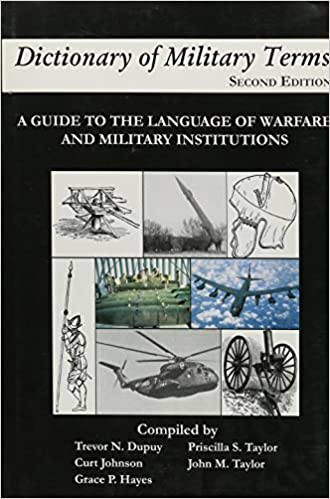 Dictionary of Military Terms
SECOND EDITION
A GUIDE TO THE LANGUAGE OF WARFARE
AND MILITARY INSTITUTIONS
Compiled by
Trevor N. Dupuy Priscilla S. Taylor
Curt Johnson John M. Taylor
Grace P. Hayes